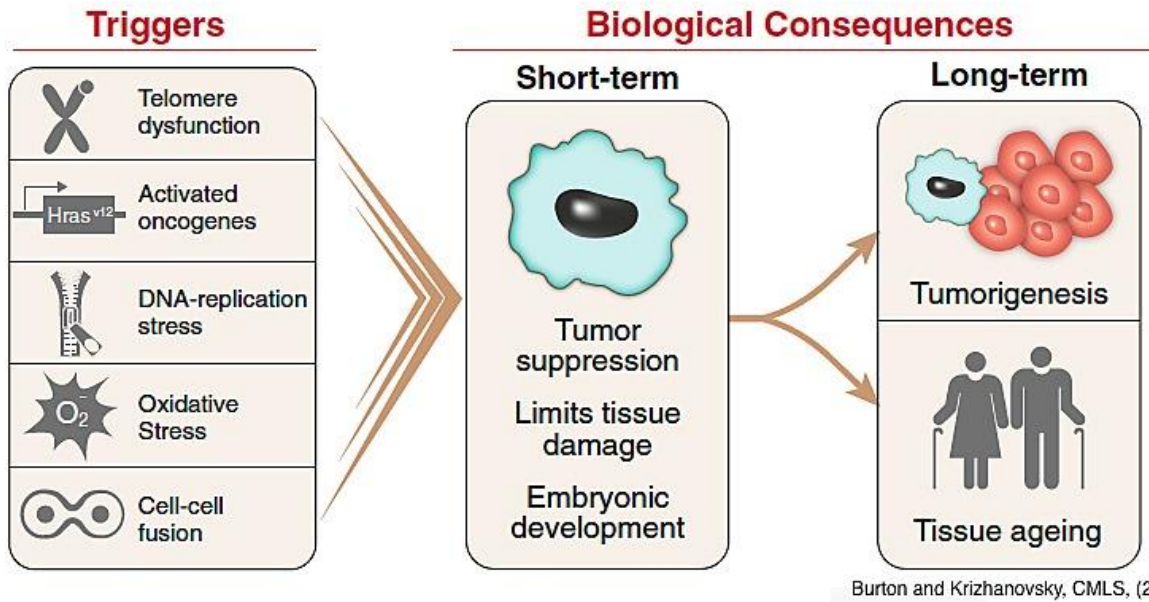 Triggers
Biological Consequences
Short-term
Long-term
Telomere
dysfunction
Hras v12
Activated
oncogenes
DNA-replication
stress
O2-
Oxidative
Stress
Cell-cell
fusion
Tumor
suppression
Limits tissue
damage
Embryonic
development
Tumorigenesis
Tissue ageing
Burton and Krizhanovsky, CMLS, (2